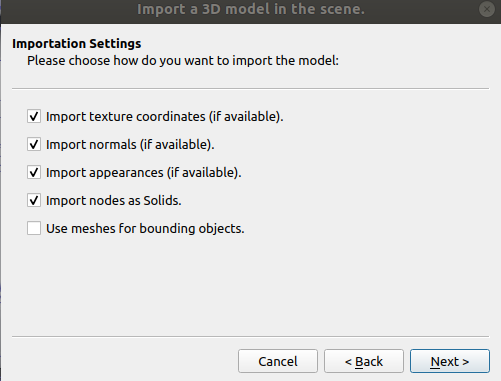 Import a 3D model in the scene.
Importation Settings
Please choose how do you want to import the model:
Import texture coordinates (if available).
Import normals (if available).
Import appearances (if available).
Import nodes as Solids.
Use meshes for bounding objects.
Cancel < Back Next >